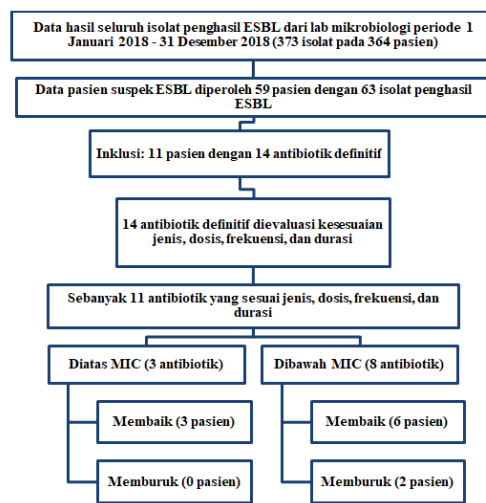 Data hasil seluruh isolat penghasil ESBL dari lab mikrobiologi periode 1
Januari 2018 - 31 Desember 2018 (373 isolat pada 364 pasien)
Data pasien suspek ESBL diperoleh 59 pasien dengan 63 isolat penghasil
ESBL
Inklusi: 11 pasien dengan 14 antibiotik definitif
14 antibiotik definitif dievaluasi kesesuaian
jenis, dosis, frekuensi, dan durasi
Sebanyak 11 antibiotik yang sesuai jenis, dosis, frekuensi, dan
durasi
Diatas MIC (3 antibiotik)
Membaik (3 pasien)
Memburuk (0 pasien)
Dibawah MIC (8 antibiotik)
Membaik (6 pasien)
Memburuk (2 pasien)